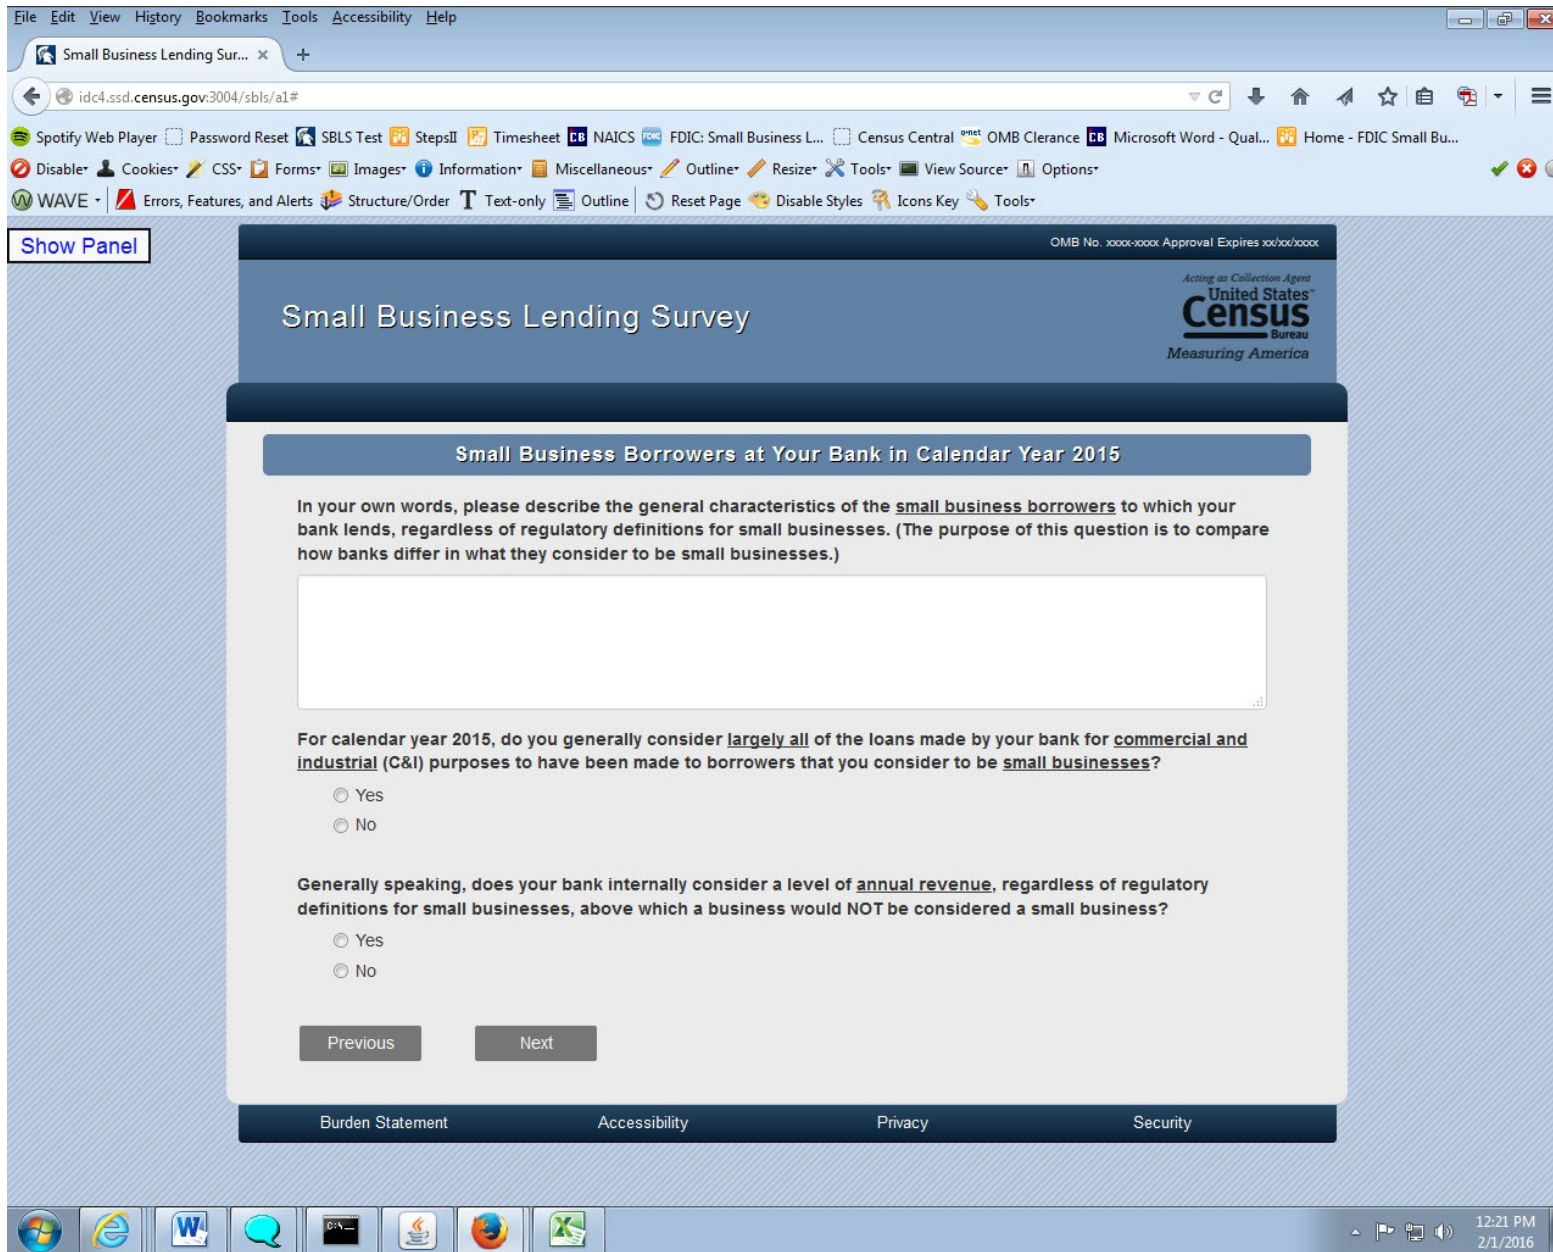 File Edit View History Bookmarks Tools Accessibility Help
Small Business Lending Sur... × +
idc4.ssd.census.gov:3004/sbls/a1#
Spotify Web Player Password Reset SBLS Test StepsII Timesheet CB NAICS FDIC FDIC: Small Business L... Census Central OMB Clerance CB Microsoft Word - Qual... Home - FDIC Small Bu...
Disable Cookies CSS Forms Images Information Miscellaneous Outline Resize Tools View Source Options
WAVE Errors, Features, and Alerts Structure/Order T Text-only Outline Reset Page Disable Styles Icons Key Tools
Show Panel
OMB No. xxxx-xxxx Approval Expires xx/xx/xxxx
Small Business Lending Survey
Acting as Collection Agent
United States™
Census
Bureau
Measuring America
Small Business Borrowers at Your Bank in Calendar Year 2015
In your own words, please describe the general characteristics of the small business borrowers to which your
bank lends, regardless of regulatory definitions for small businesses. (The purpose of this question is to compare
how banks differ in what they consider to be small businesses.)
For calendar year 2015, do you generally consider largely all of the loans made by your bank for commercial and
industrial (C&I) purposes to have been made to borrowers that you consider to be small businesses?
Yes
No
Generally speaking, does your bank internally consider a level of annual revenue, regardless of regulatory
definitions for small businesses, above which a business would NOT be considered a small business?
Yes
No
Previous Next
Burden Statement Accessibility Privacy Security
12:21 PM
2/1/2016